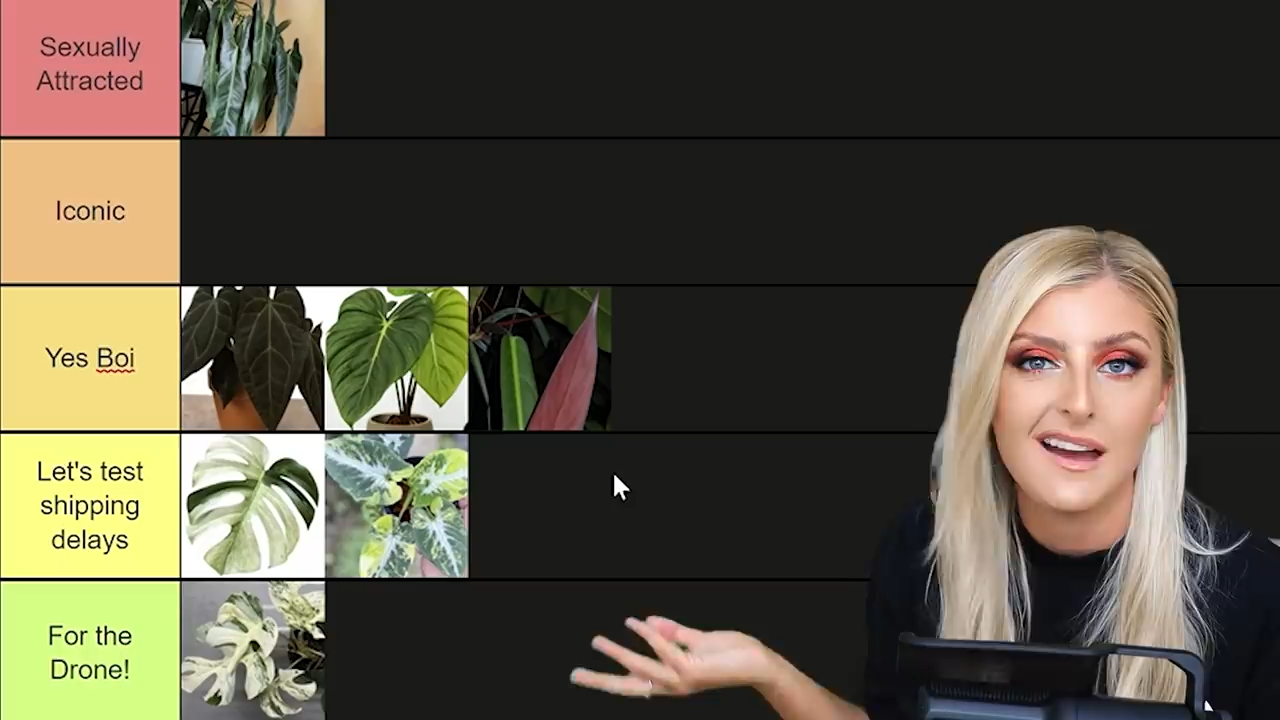 Sexually
Attracted
Iconic
Yes Boi
Let's test
shipping
delays
For the
Drone!